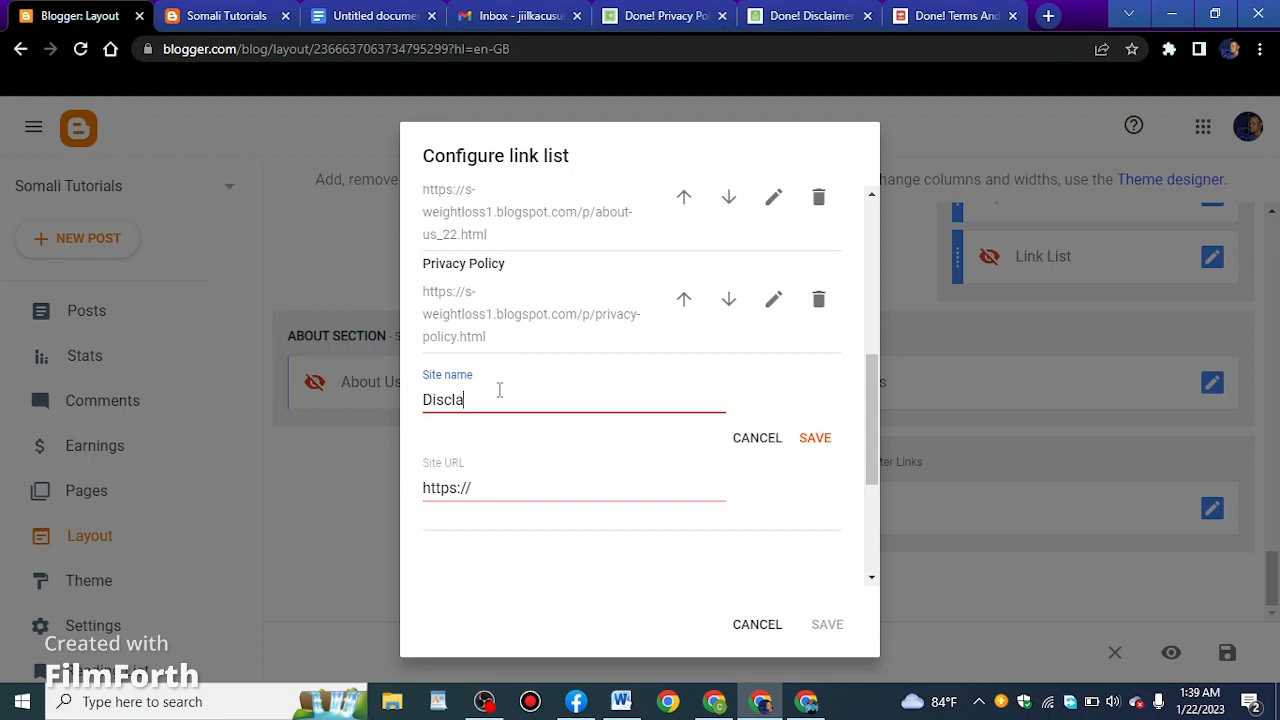 Blogger: Layout
Somali Tutorials
Untitled docume
Inbox - jiilkacusul
Done! Privacy Po
Done! Disclaimer
Done! Terms And
blogger.com/blog/layout/2366637063734795299?hl=en-GB
Somali Tutorials
Add, remove
hange columns and widths, use the Theme designer.
NEW POST
Posts
Stats
Comments
Earnings
Pages
Layout
Theme
Settings
Link List
ABOUT SECTION - S
About Us
s
ter Links
Configure link list
https://s-
weightloss1.blogspot.com/p/about-
us_22.html
Privacy Policy
https://s-
weightloss1.blogspot.com/p/privacy-
policy.html
Site name
Discla
CANCEL SAVE
Site URL
https://
CANCEL SAVE
Created with
FilmForth
Type here to search
84°F
1:39 AM
1/22/2023
2